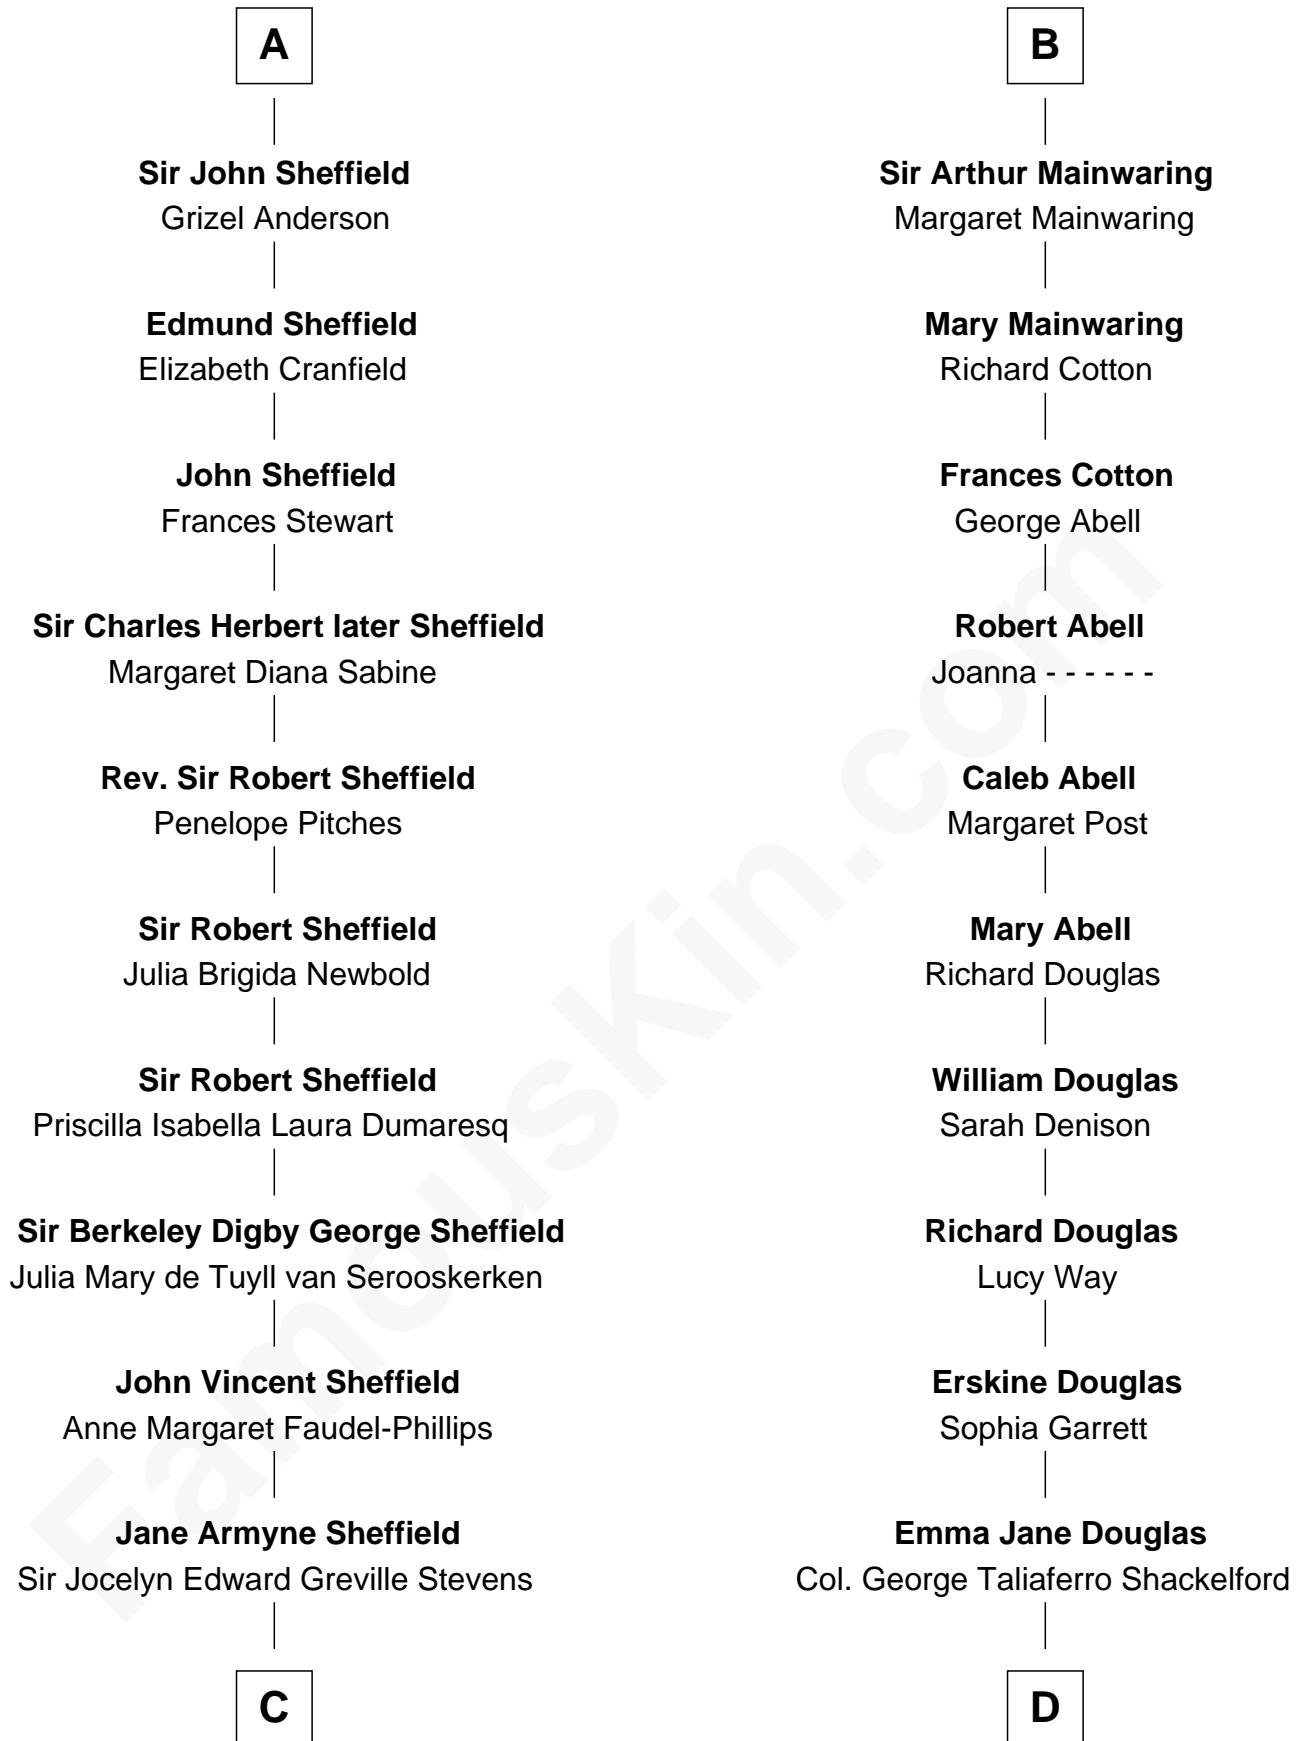 A
Sir John Sheffield
Grizel Anderson
Edmund Sheffield
Elizabeth Cranfield
John Sheffield
Frances Stewart
Sir Charles Herbert later Sheffield
Margaret Diana Sabine
Rev. Sir Robert Sheffield
Penelope Pitches
Sir Robert Sheffield
Julia Brigida Newbold
Sir Robert Sheffield
Priscilla Isabella Laura Dumaresq
Sir Berkeley Digby George Sheffield
Julia Mary de Tuyll van Serooskerken
John Vincent Sheffield
Anne Margaret Faudel-Phillips
Jane Armyne Sheffield
Sir Jocelyn Edward Greville Stevens
C
B
Sir Arthur Mainwaring
Margaret Mainwaring
Mary Mainwaring
Richard Cotton
Frances Cotton
George Abell
Robert Abell
Joanna - - - - - -
Caleb Abell
Margaret Post
Mary Abell
Richard Douglas
William Douglas
Sarah Denison
Richard Douglas
Lucy Way
Erskine Douglas
Sophia Garrett
Emma Jane Douglas
Col. George Taliaferro Shackelford
D
FamousKin.com